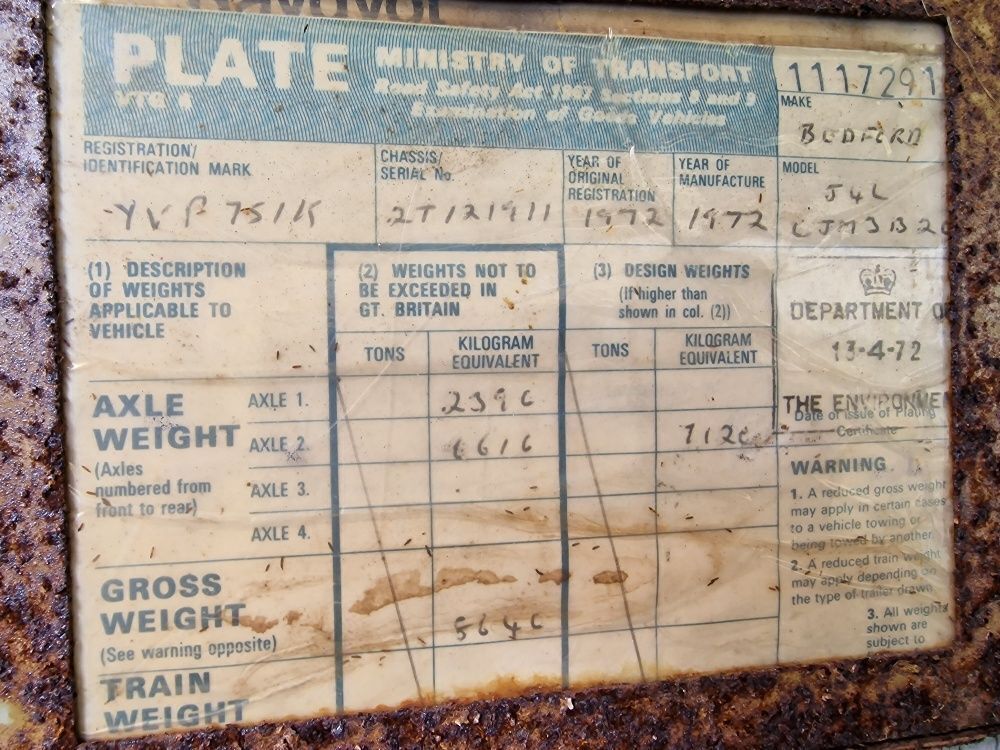 PLATE
VTG 6
MINISTRY OF TRANSPORT
Road Safety Act 1967 Sections 8 and 9
Examination of Goods Vehicles
1117291
MAKE
BEDFORD
REGISTRATION/
IDENTIFICATION MARK
YVP 751K
CHASSIS/
SERIAL No.
2T121911
YEAR OF
ORIGINAL
REGISTRATION
1972
YEAR OF
MANUFACTURE
1972
MODEL
J4L
CJM3B20
(1) DESCRIPTION
OF WEIGHTS
APPLICABLE TO
VEHICLE
(2) WEIGHTS NOT TO
BE EXCEEDED IN
GT. BRITAIN
TONS
KILOGRAM
EQUIVALENT
(3) DESIGN WEIGHTS
(If higher than
shown in col. (2))
TONS
KILOGRAM
EQUIVALENT
DEPARTMENT O
13-4-72
THE ENVIRONME
Date of issue of Plating
Certificate
AXLE
WEIGHT
(Axles
numbered from
front to rear)
AXLE 1.
AXLE 2.
AXLE 3.
AXLE 4.
GROSS
WEIGHT
(See warning opposite)
TRAIN
WEIGHT
WARNING
1. A reduced gross weight
may apply in certain cases
to a vehicle towing or
being towed by another.
2. A reduced train weight
may apply depending on
the type of trailer drawn.
3. All weights
shown are
subject to